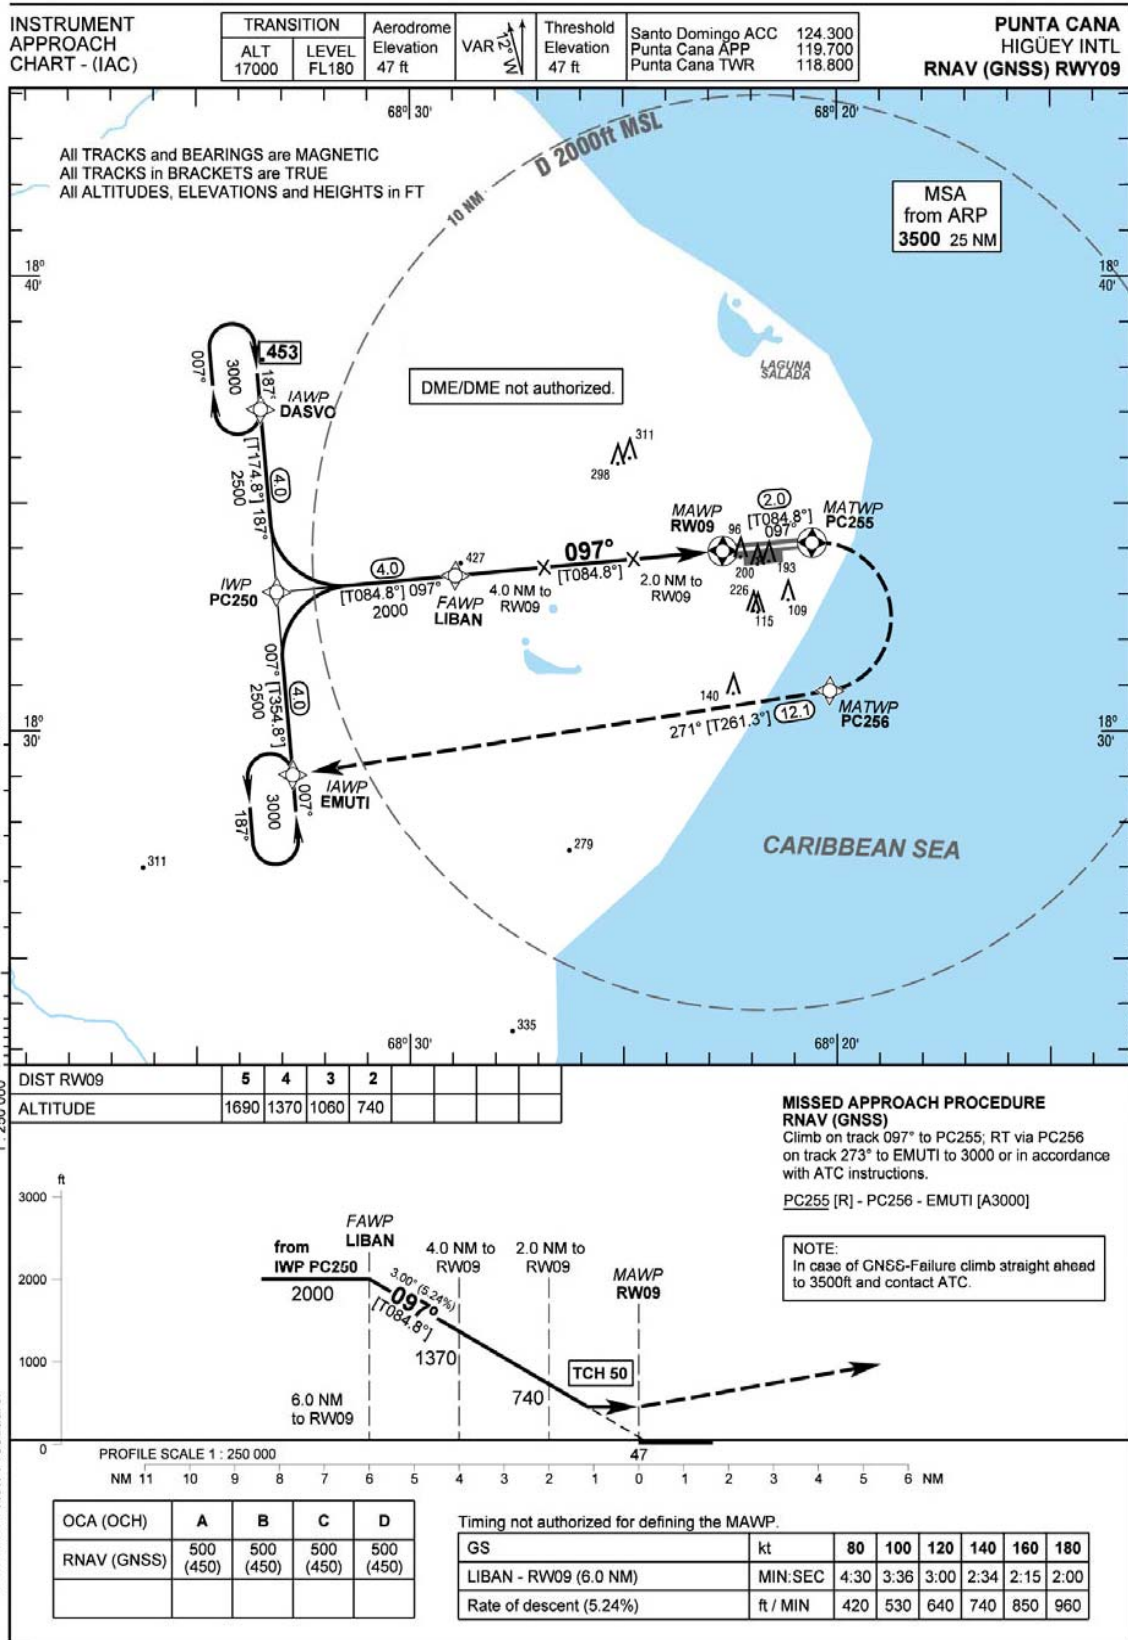 INSTRUMENT
APPROACH
CHART - (IAC)
TRANSITION
ALT
17000
LEVEL
FL180
Aerodrome
Elevation
47 ft
VAR 12° W
Threshold
Elevation
47 ft
Santo Domingo ACC 124.300
Punta Cana APP 119.700
Punta Cana TWR 118.800
PUNTA CANA
HIGÜEY INTL
RNAV (GNSS) RWY09
68° 30'
68° 20'
All TRACKS and BEARINGS are MAGNETIC
All TRACKS in BRACKETS are TRUE
All ALTITUDES, ELEVATIONS and HEIGHTS in FT
D 2000ft MSL
10 NM
MSA
from ARP
3500 25 NM
18°
40'
18°
40'
453
007°
3000
187°
IAWP
DASVO
DME/DME not authorized.
LAGUNA
SALADA
[T174.8°] 187°
2500
4.0
311
298
MAWP
RW09
2.0
[T084.8°]
097°
MATWP
PC255
96
200
193
226
115
109
IWP
PC250
4.0
[T084.8°] 097°
2000
427
FAWP
LIBAN
097°
[T084.8°]
4.0 NM to
RW09
2.0 NM to
RW09
007° [T354.8°]
2500
4.0
140
271° [T261.3°] 12.1
MATWP
PC256
18°
30'
18°
30'
IAWP
EMUTI
007°
3000
187°
311
279
CARIBBEAN SEA
335
68° 30'
68° 20'
DIST RW09 5 4 3 2
ALTITUDE 1690 1370 1060 740
MISSED APPROACH PROCEDURE
RNAV (GNSS)
Climb on track 097° to PC255; RT via PC256
on track 273° to EMUTI to 3000 or in accordance
with ATC instructions.
PC255 [R] - PC256 - EMUTI [A3000]
NOTE:
In case of GNSS-Failure climb straight ahead
to 3500ft and contact ATC.
ft
3000
2000
1000
0
from
IWP PC250
2000
FAWP
LIBAN
3.00° (5.24%)
097°
[T084.8°]
4.0 NM to
RW09
2.0 NM to
RW09
MAWP
RW09
1370
740
TCH 50
6.0 NM
to RW09
47
PROFILE SCALE 1 : 250 000
NM 11 10 9 8 7 6 5 4 3 2 1 0 1 2 3 4 5 6 NM
OCA (OCH) A B C D
RNAV (GNSS) 500 500 500 500
(450) (450) (450) (450)
Timing not authorized for defining the MAWP.
GS kt 80 100 120 140 160 180
LIBAN - RW09 (6.0 NM) MIN:SEC 4:30 3:36 3:00 2:34 2:15 2:00
Rate of descent (5.24%) ft / MIN 420 530 640 740 850 960